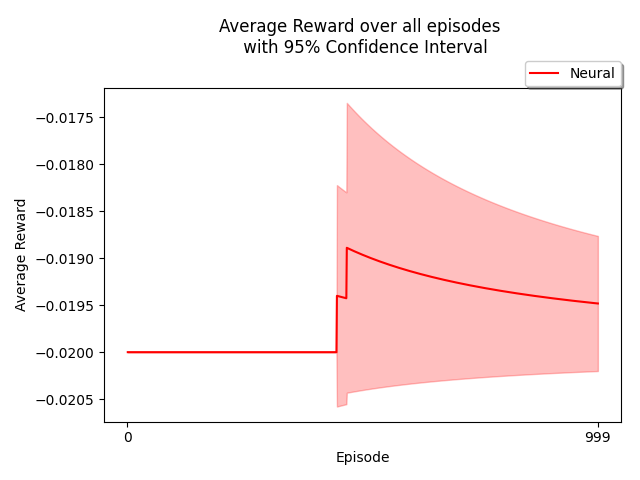 Average Reward over all episodes
with 95% Confidence Interval
Neural
Average Reward
−0.0175
−0.0180
−0.0185
−0.0190
−0.0195
−0.0200
−0.0205
0
999
Episode